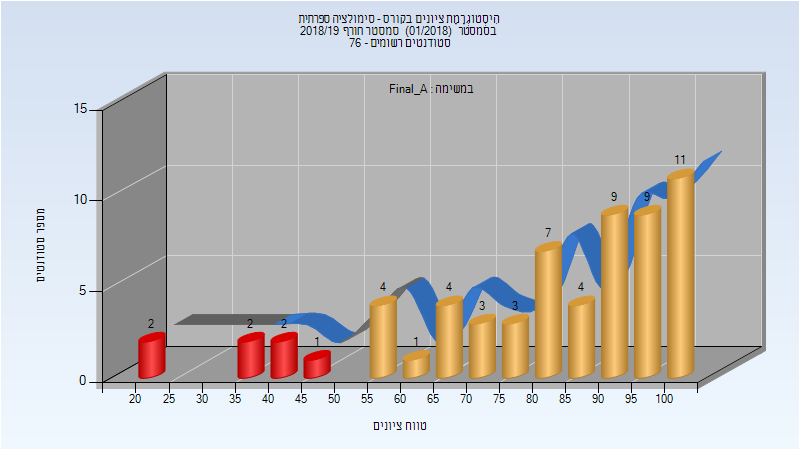 היסטוגרמת ציונים בקורס - סימולציה ספרתית
בסמסטר (01/2018) סמסטר חורף 2018/19
סטודנטים רשומים - 76
במשימה : Final_A
מספר סטודנטים
15
10
5
0
2
2
2
1
4
1
4
3
3
7
4
9
9
11
20 25 30 35 40 45 50 55 60 65 70 75 80 85 90 95 100
טווח ציונים